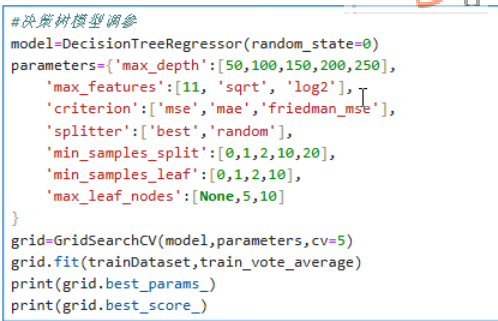 #决策树模型调参
model=DecisionTreeRegressor(random_state=0)
parameters={'max_depth':[50,100,150,200,250],
    'max_features':[11, 'sqrt', 'log2'],
    'criterion':['mse','mae','friedman_mse'],
    'splitter':['best','random'],
    'min_samples_split':[0,1,2,10,20],
    'min_samples_leaf':[0,1,2,10],
    'max_leaf_nodes':[None,5,10]
}
grid=GridSearchCV(model,parameters,cv=5)
grid.fit(trainDataset,train_vote_average)
print(grid.best_params_)
print(grid.best_score_)